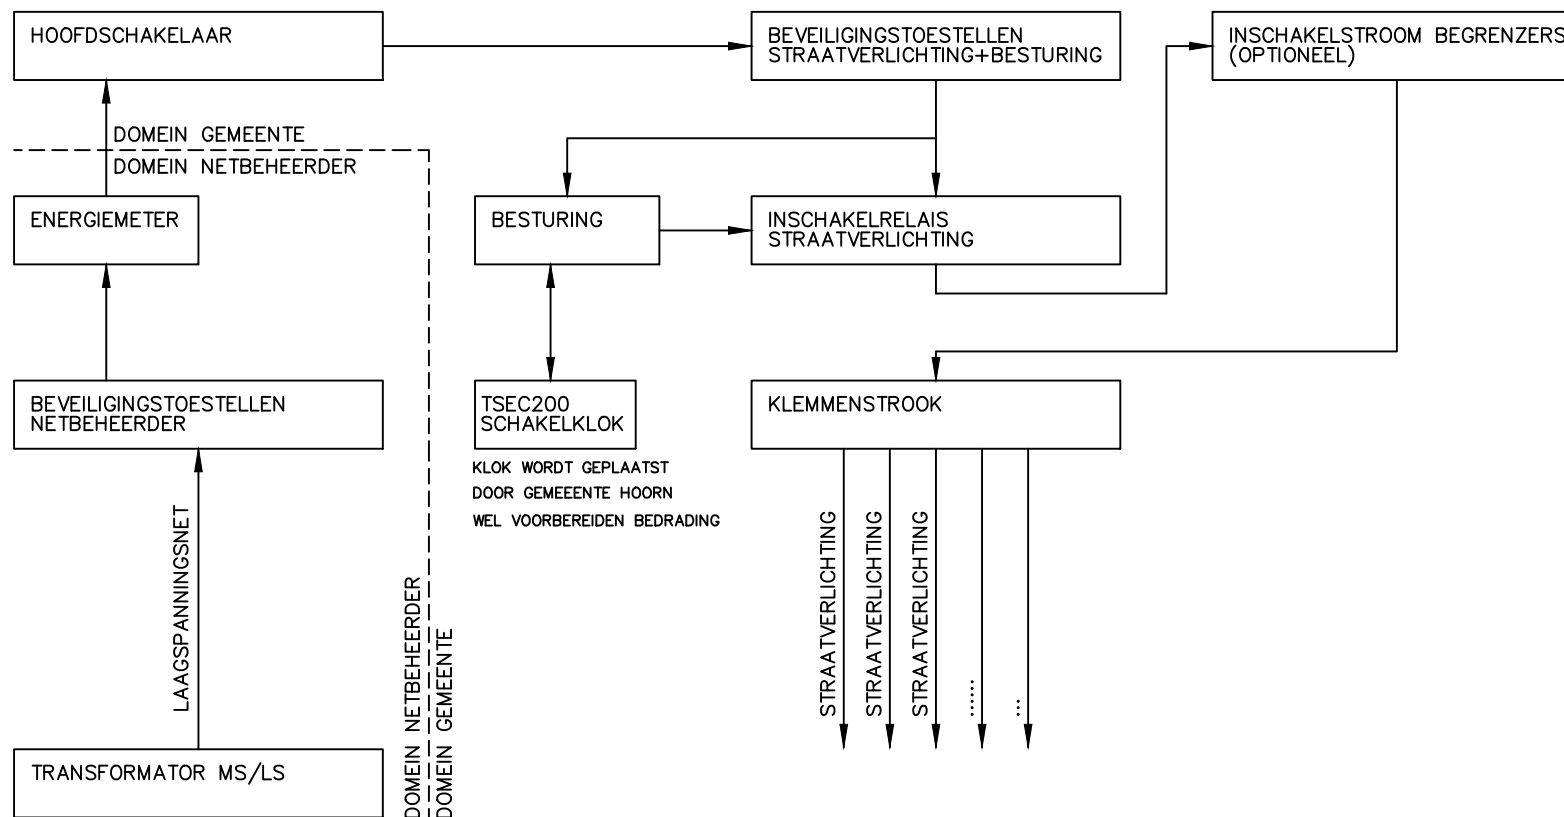 HOOFDSCHAKELAAR
BEVEILIGINGSTOESTELLEN
STRAATVERLICHTING+BESTURING
INSCHAKELSTROOM BEGRENZERS
(OPTIONEEL)
DOMEIN GEMEENTE
DOMEIN NETBEHEERDER
ENERGIEMETER
BESTURING
INSCHAKELRELAIS
STRAATVERLICHTING
BEVEILIGINGSTOESTELLEN
NETBEHEERDER
TSEC200
SCHAKELKLOK
KLEMMENSTROOK
KLOK WORDT GEPLAATST
DOOR GEMEEENTE HOORN
WEL VOORBEREIDEN BEDRADING
LAAGSPANNINGSNET
DOMEIN NETBEHEERDER
DOMEIN GEMEENTE
STRAATVERLICHTING
STRAATVERLICHTING
STRAATVERLICHTING
......
...
TRANSFORMATOR MS/LS